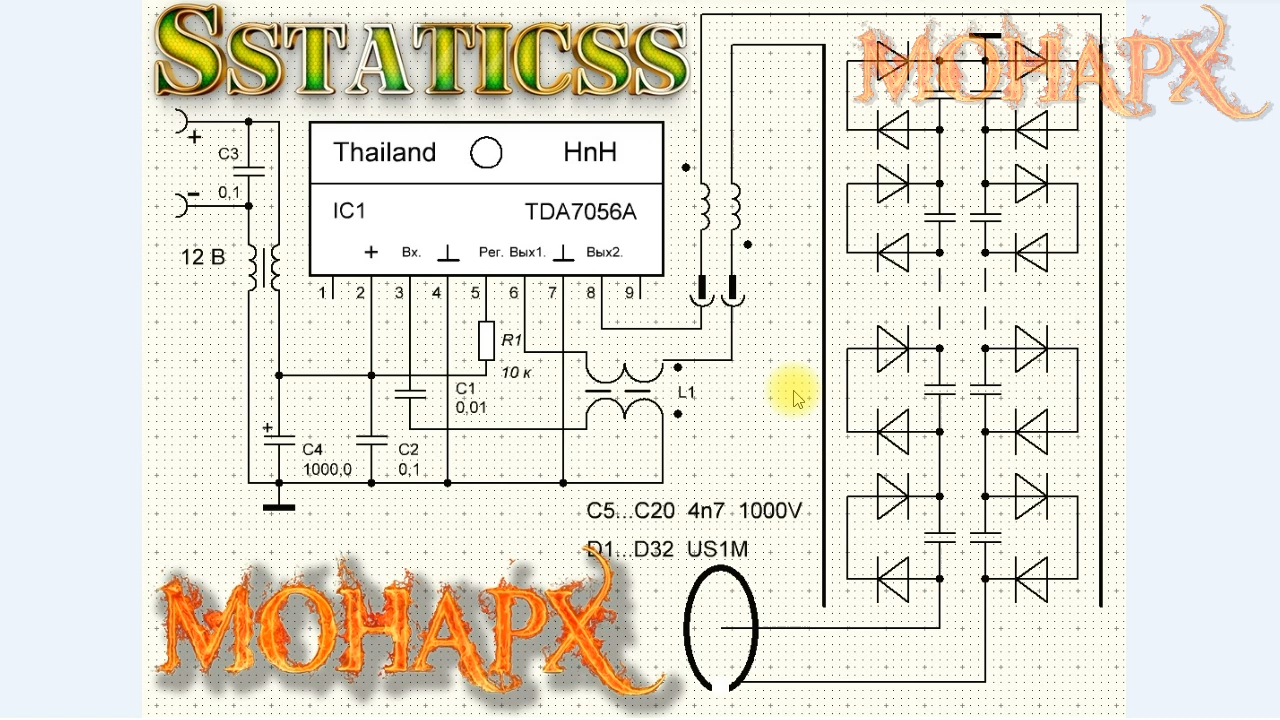 SSTATICSS
МОНАРХ
+
C3
0,1
−
12 В
Thailand HnH
IC1 TDA7056A
+ Вх. Рег. Вых1. Вых2.
1 2 3 4 5 6 7 8 9
R1
10 к
C1
0,01
L1
+
C4
1000,0
C2
0,1
C5...C20 4n7 1000V
D1...D32 US1M
МОНАРХ